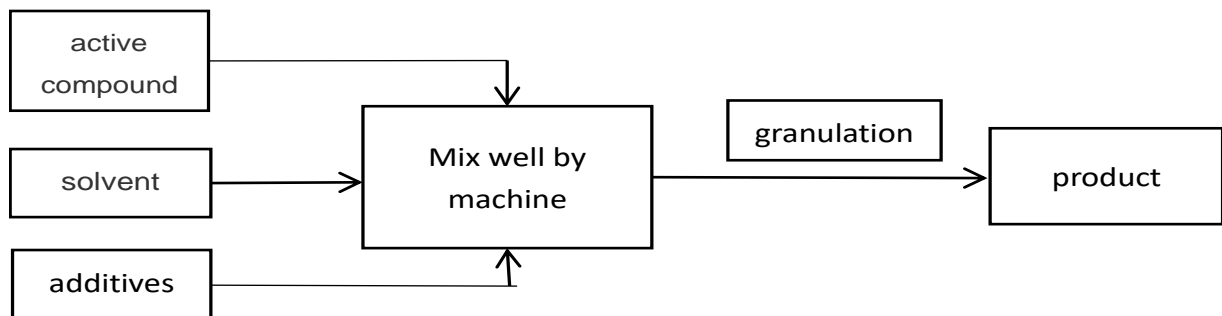 active
compound
solvent
additives
Mix well by
machine
granulation
product